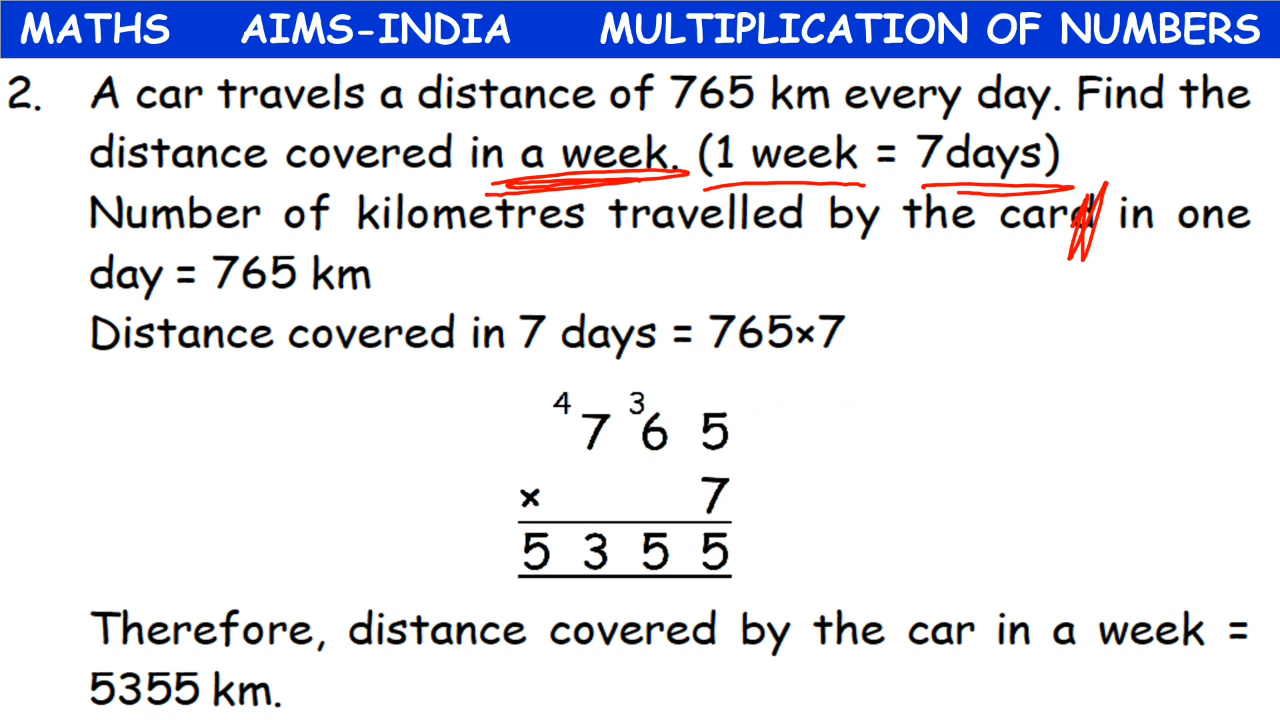 MATHS AIMS-INDIA MULTIPLICATION OF NUMBERS
2. A car travels a distance of 765 km every day. Find the
distance covered in a week. (1 week = 7days)
Number of kilometres travelled by the card in one
day = 765 km
Distance covered in 7 days = 765×7
4 7 3 6 5
× 7
5 3 5 5
Therefore, distance covered by the car in a week =
5355 km.